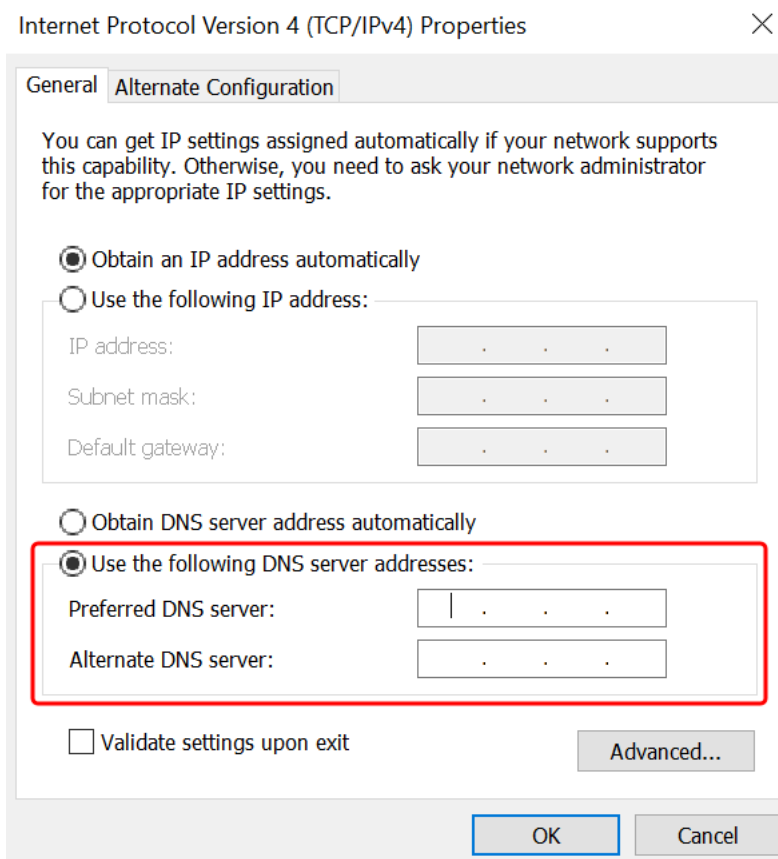 Internet Protocol Version 4 (TCP/IPv4) Properties
General
Alternate Configuration
You can get IP settings assigned automatically if your network supports
this capability. Otherwise, you need to ask your network administrator
for the appropriate IP settings.
Obtain an IP address automatically
Use the following IP address:
IP address:
Subnet mask:
Default gateway:
Obtain DNS server address automatically
Use the following DNS server addresses:
Preferred DNS server:
Alternate DNS server:
Validate settings upon exit
Advanced...
OK
Cancel